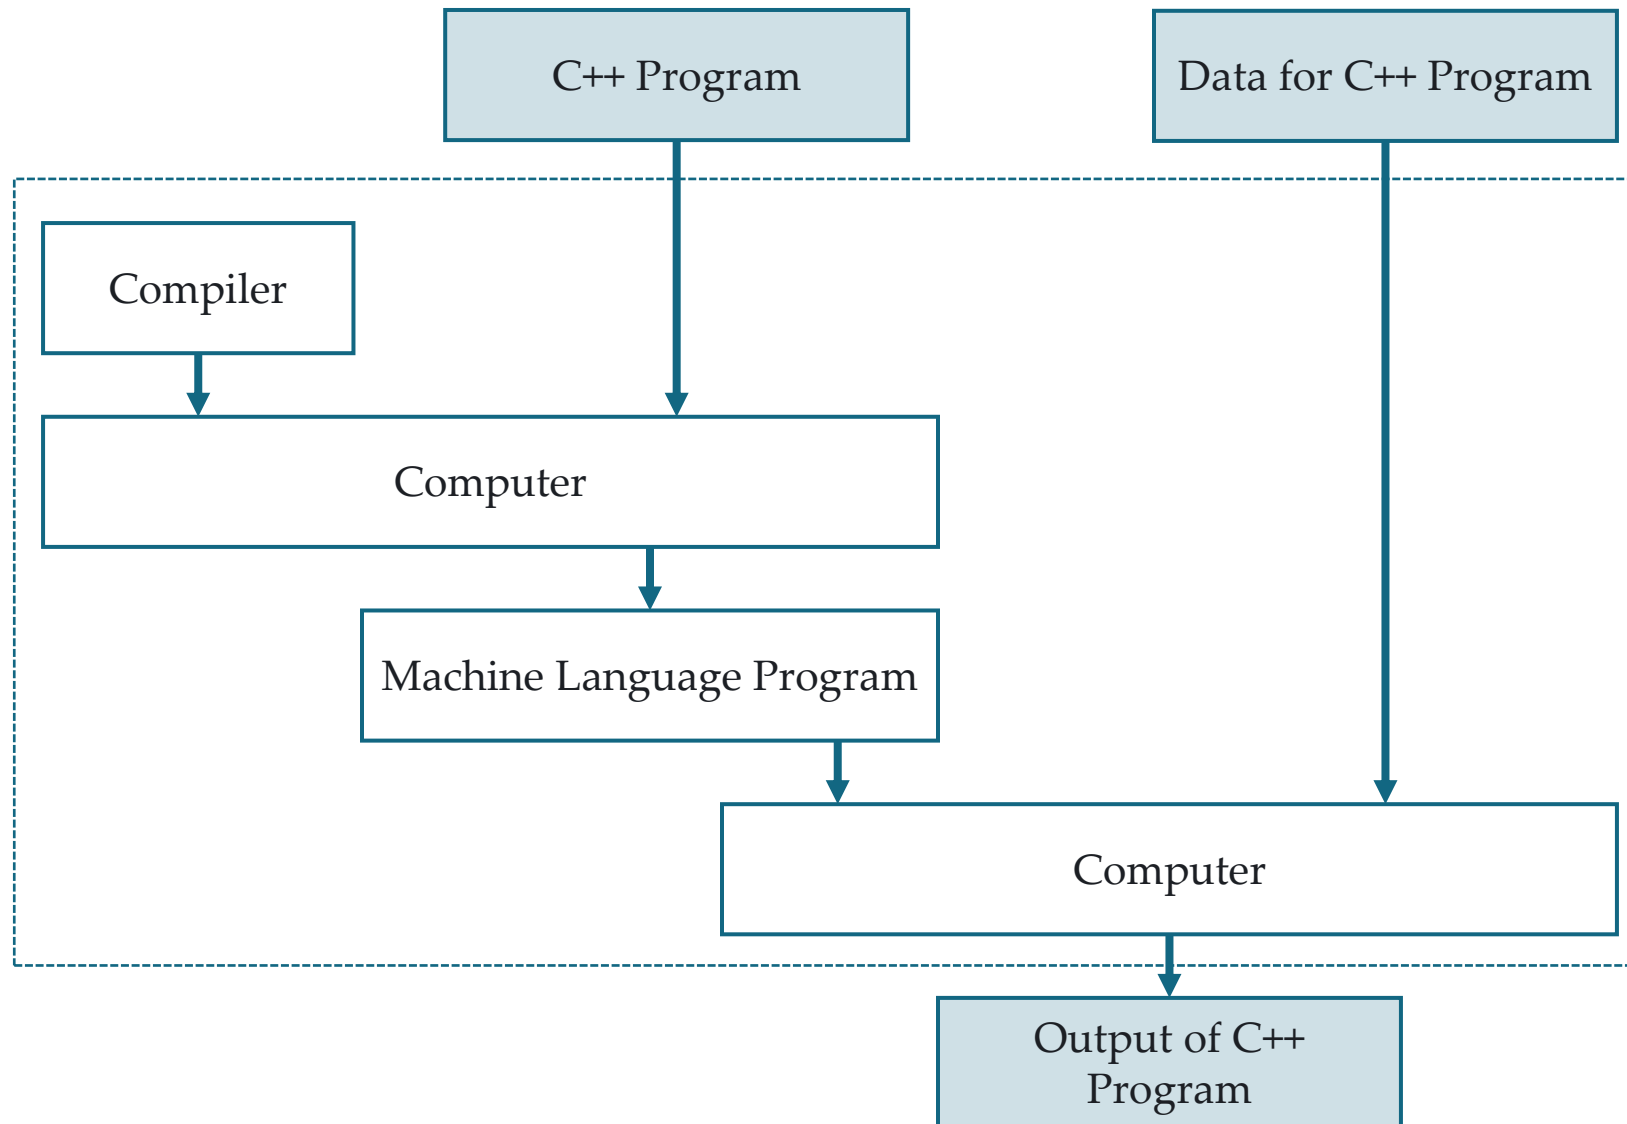 C++ Program
Data for C++ Program
Compiler
Computer
Machine Language Program
Computer
Output of C++
Program